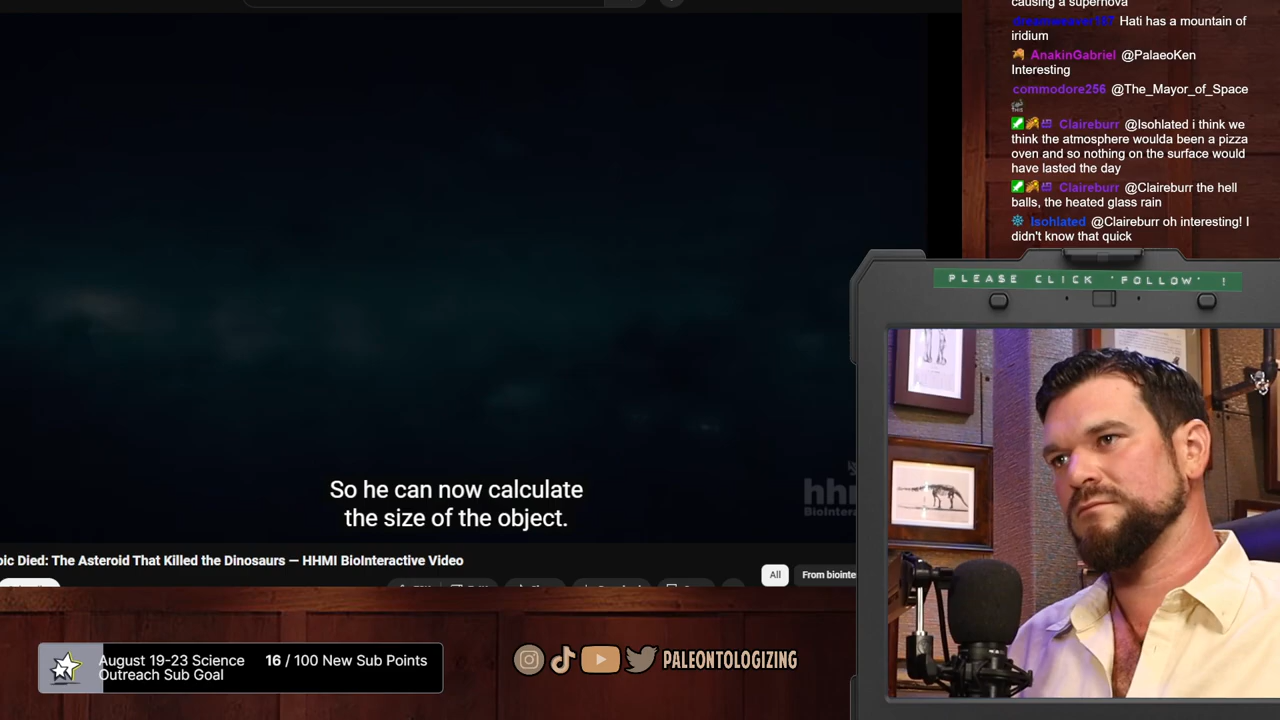 causing a supernova
dreamweaver107 Hati has a mountain of
iridium
AnakinGabriel @PalaeoKen
Interesting
commodore256 @The_Mayor_of_Space
Claireburr @Isohlated i think we
think the atmosphere woulda been a pizza
oven and so nothing on the surface would
have lasted the day
Claireburr @Claireburr the hell
balls, the heated glass rain
Isohlated @Claireburr oh interesting! I
didn't know that quick
PLEASE CLICK 'FOLLOW' !
So he can now calculate
the size of the object.
hhm
BioIntera
Died: The Asteroid That Killed the Dinosaurs — HHMI BioInteractive Video
All
From biointe
August 19-23 Science
Outreach Sub Goal
16 / 100 New Sub Points
PALEONTOLOGIZING